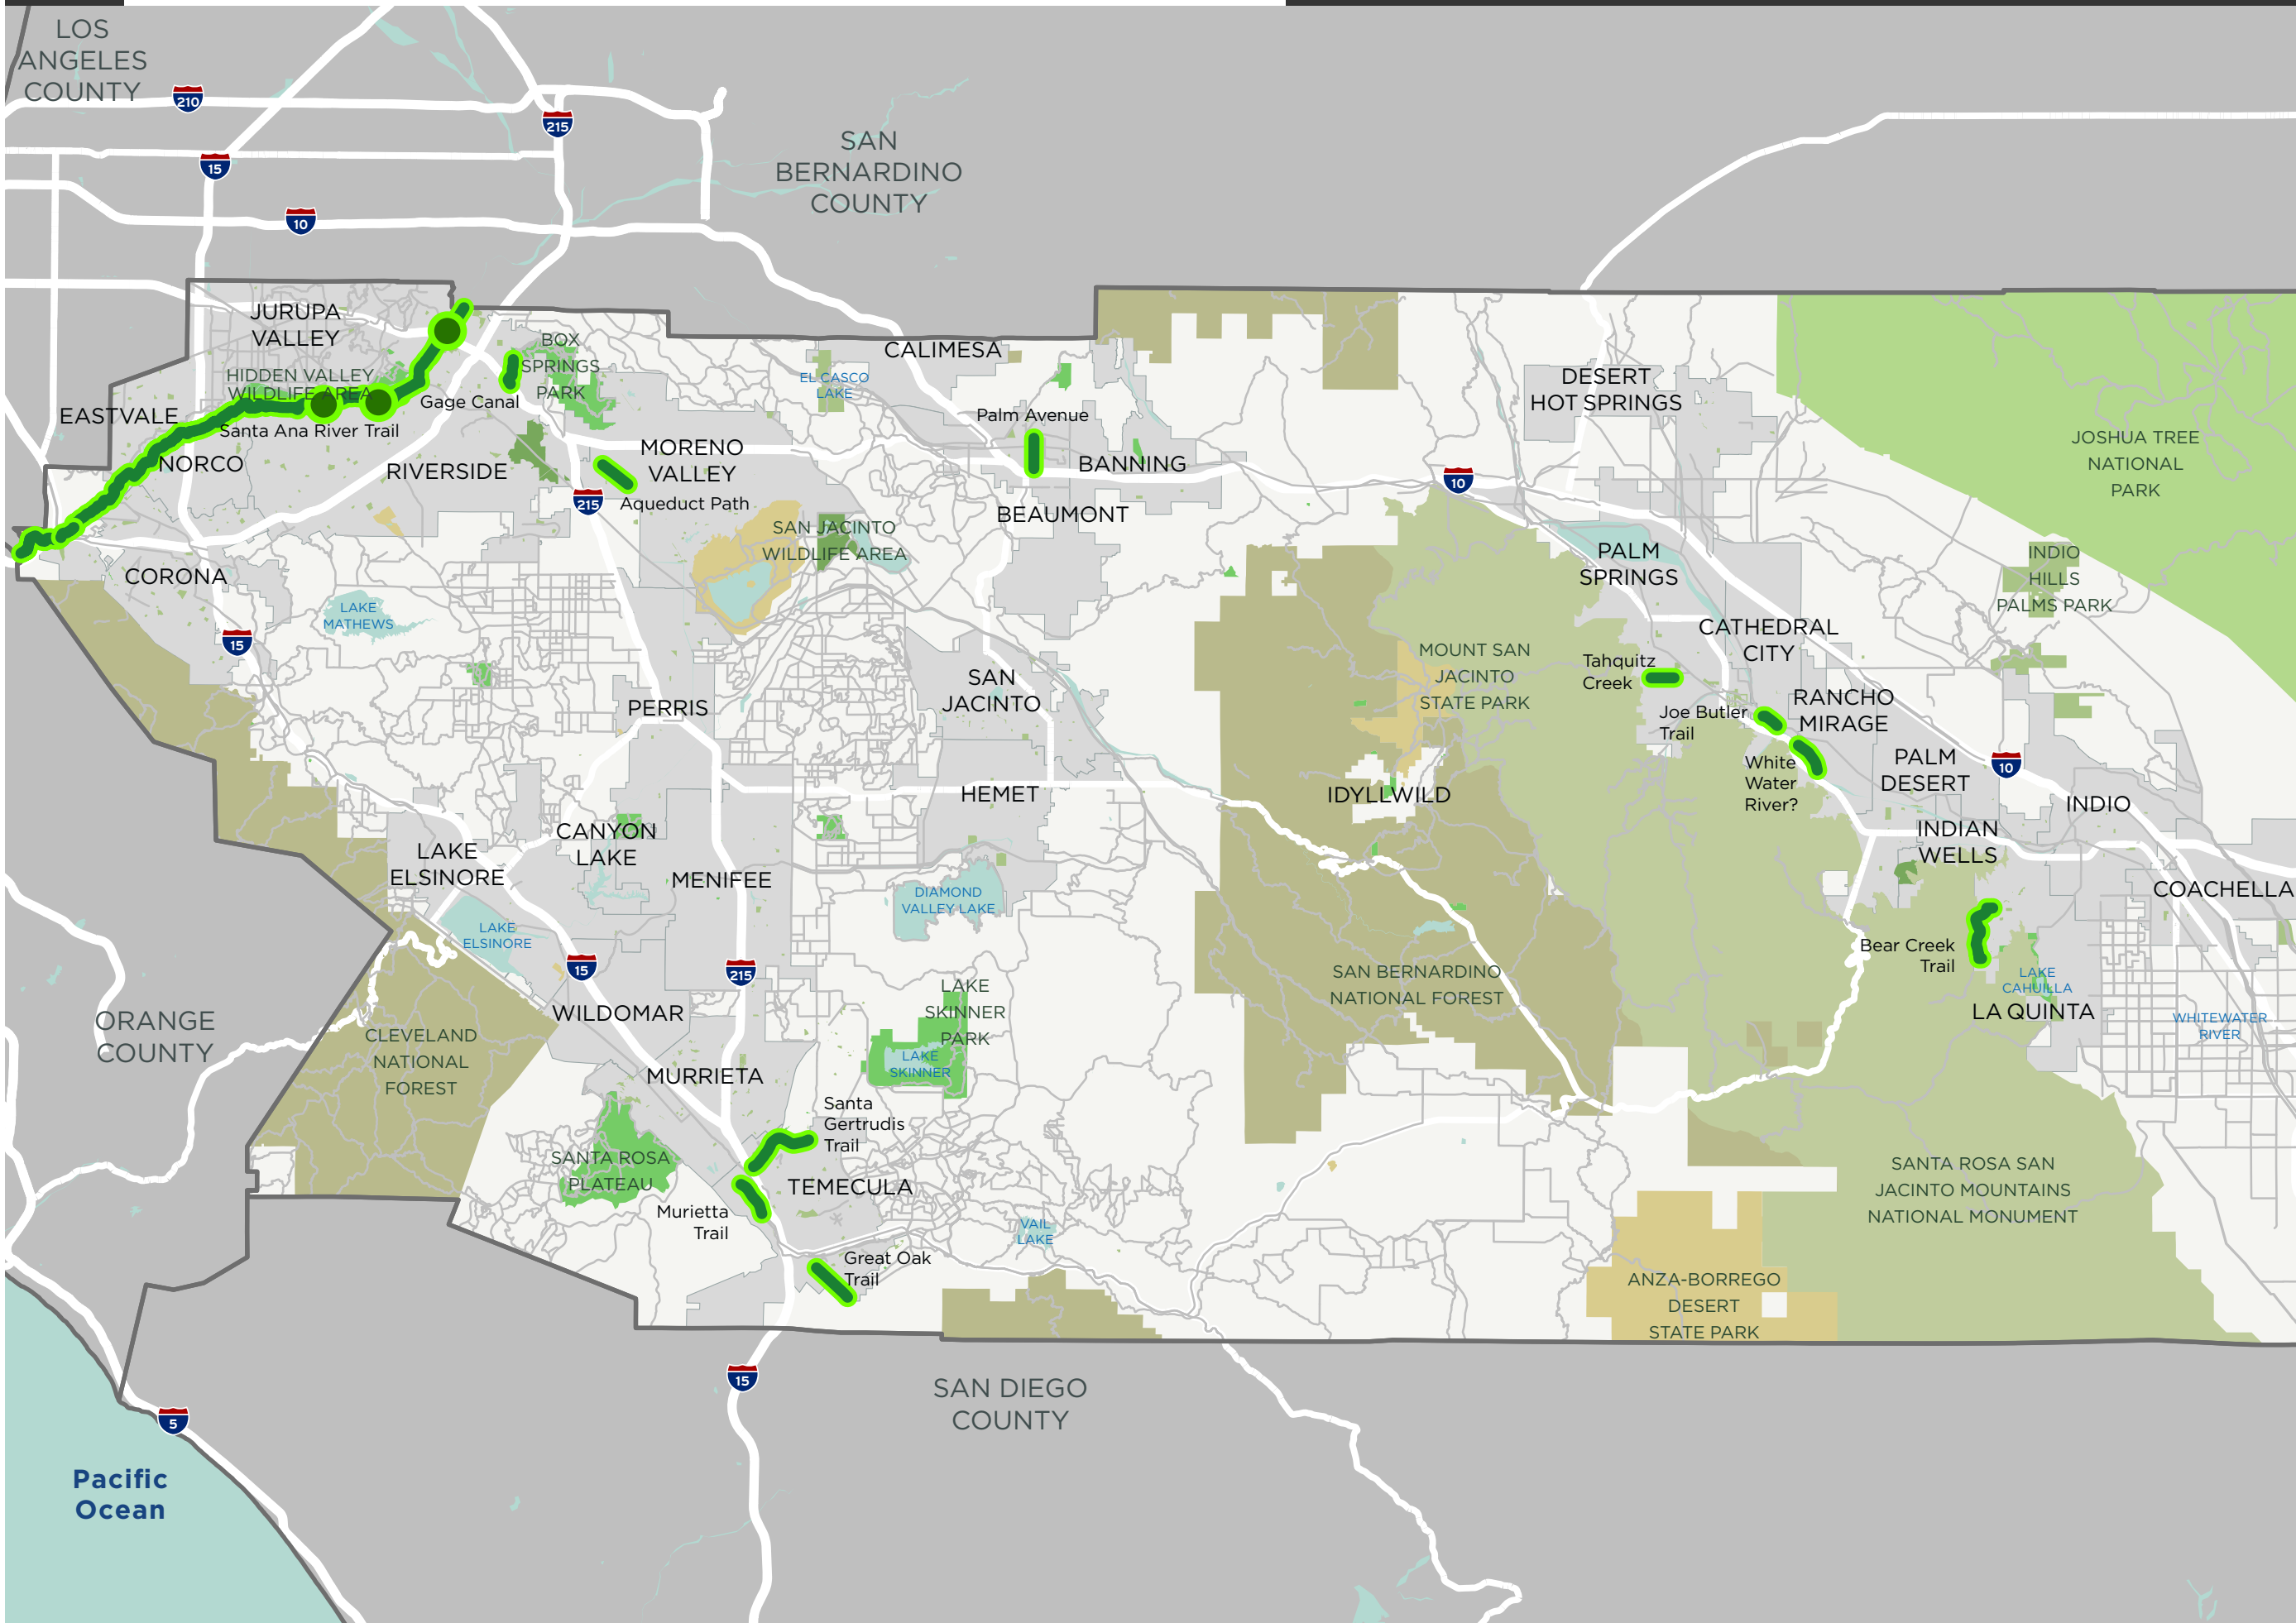 LOS
ANGELES
COUNTY
210
215
15
10
SAN
BERNARDINO
COUNTY
JURUPA
VALLEY
HIDDEN VALLEY
WILDLIFE AREA
EASTVALE
Santa Ana River Trail
NORCO
RIVERSIDE
Gage Canal
BOX
SPRINGS
PARK
MORENO
VALLEY
215
Aqueduct Path
CALIMESA
EL CASCO
LAKE
Palm Avenue
BANNING
BEAUMONT
10
DESERT
HOT SPRINGS
JOSHUA TREE
NATIONAL
PARK
SAN JACINTO
WILDLIFE AREA
CORONA
LAKE
MATHEWS
15
PALM
SPRINGS
INDIO
HILLS
PALMS PARK
CATHEDRAL
CITY
MOUNT SAN
JACINTO
STATE PARK
Tahquitz
Creek
Joe Butler
Trail
RANCHO
MIRAGE
White
Water
River?
PALM
DESERT
10
INDIO
SAN
JACINTO
PERRIS
HEMET
IDYLLWILD
CANYON
LAKE
LAKE
ELSINORE
MENIFEE
INDIAN
WELLS
COACHELLA
DIAMOND
VALLEY LAKE
LAKE
ELSINORE
15
215
Bear Creek
Trail
LAKE
CAHUILLA
LA QUINTA
WHITEWATER
RIVER
SAN BERNARDINO
NATIONAL FOREST
LAKE
SKINNER
PARK
LAKE
SKINNER
WILDOMAR
ORANGE
COUNTY
CLEVELAND
NATIONAL
FOREST
MURRIETA
Santa
Gertrudis
Trail
SANTA ROSA
PLATEAU
TEMECULA
Murietta
Trail
VAIL
LAKE
Great Oak
Trail
SANTA ROSA SAN
JACINTO MOUNTAINS
NATIONAL MONUMENT
ANZA-BORREGO
DESERT
STATE PARK
15
SAN DIEGO
COUNTY
5
Pacific
Ocean